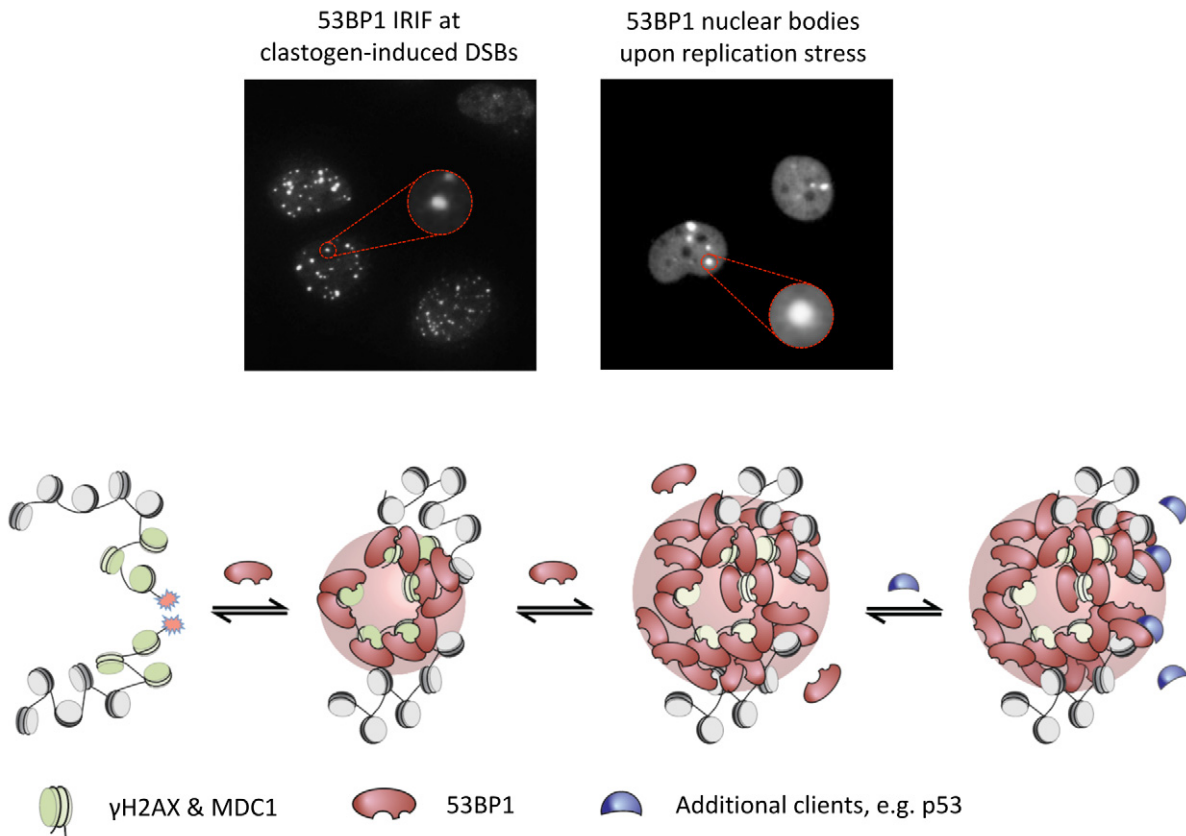 53BP1 IRIF at
clastogen-induced DSBs
53BP1 nuclear bodies
upon replication stress
γH2AX & MDC1
53BP1
Additional clients, e.g. p53